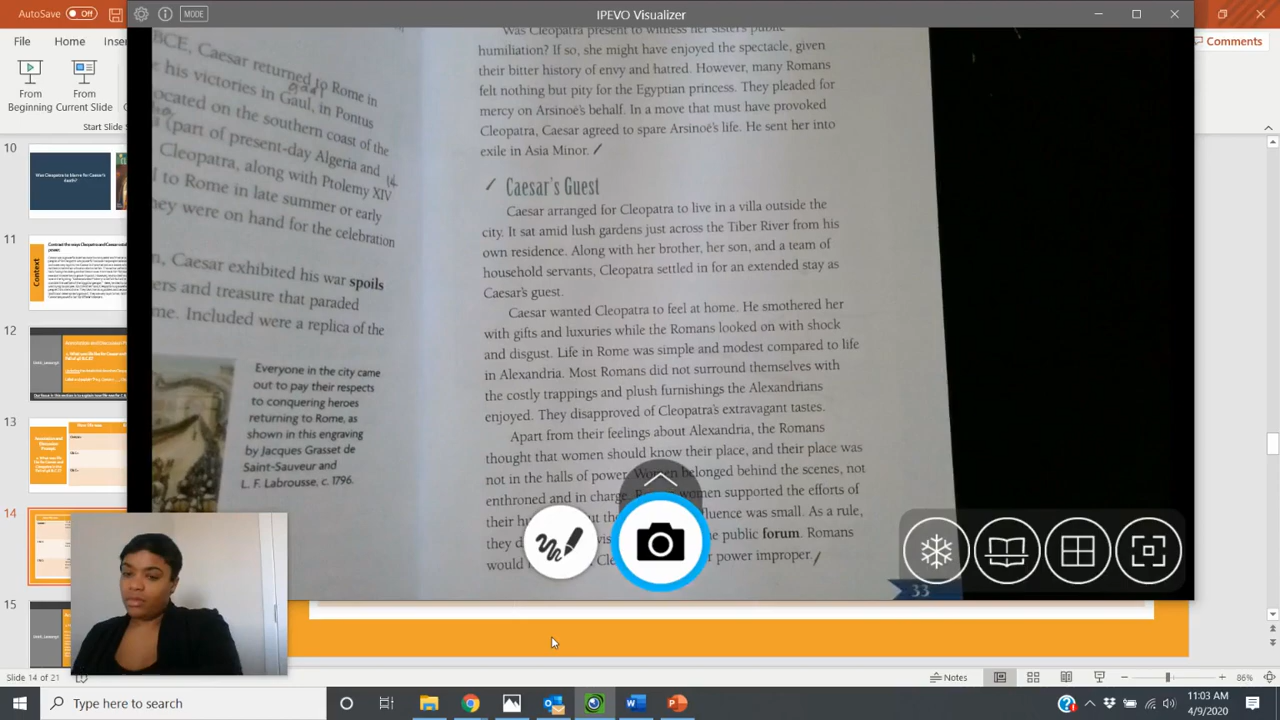 AutoSave Off
IPEVO Visualizer
MODE
File Home
Comments
From Beginning
From Current Slide
Start Slide
10
Was Cleopatra to Blame for Caesar's Death?
11
Context
12
13
14
15
BCE, Caesar returned to Rome in
his victories in Gaul, in Pontus
ocated on the southern coast of the
(part of present-day Algeria and
Cleopatra, along with Ptolemy XIV
l to Rome in late summer or early
hey were on hand for the celebration
n, Caesar exhibited his war spoils
ers and treasure that paraded
me. Included were a replica of the
Everyone in the city came
out to pay their respects
to conquering heroes
returning to Rome, as
shown in this engraving
by Jacques Grasset de
Saint-Sauveur and
L. F. Labrousse, c. 1796.
Was Cleopatra present to witness her sister's public
humiliation? If so, she might have enjoyed the spectacle, given
their bitter history of envy and hatred. However, many Romans
felt nothing but pity for the Egyptian princess. They pleaded for
mercy on Arsinoë's behalf. In a move that must have provoked
Cleopatra, Caesar agreed to spare Arsinoë's life. He sent her into
exile in Asia Minor.
Caesar's Guest
Caesar arranged for Cleopatra to live in a villa outside the
city. It sat amid lush gardens just across the Tiber River from his
own residence. Along with her brother, her son, and a team of
household servants, Cleopatra settled in for an extended stay as
Caesar's guest.
Caesar wanted Cleopatra to feel at home. He smothered her
with gifts and luxuries while the Romans looked on with shock
and disgust. Life in Rome was simple and modest compared to life
in Alexandria. Most Romans did not surround themselves with
the costly trappings and plush furnishings the Alexandrians
enjoyed. They disapproved of Cleopatra's extravagant tastes.
Apart from their feelings about Alexandria, the Romans
thought that women should know their place, and their place was
not in the halls of power. Women belonged behind the scenes, not
enthroned and in charge. women supported the efforts of
their fluence was small. As a rule,
they e public forum. Romans
would power improper.
33
Slide 14 of 21
Notes
86%
Type here to search
11:03 AM
4/9/2020